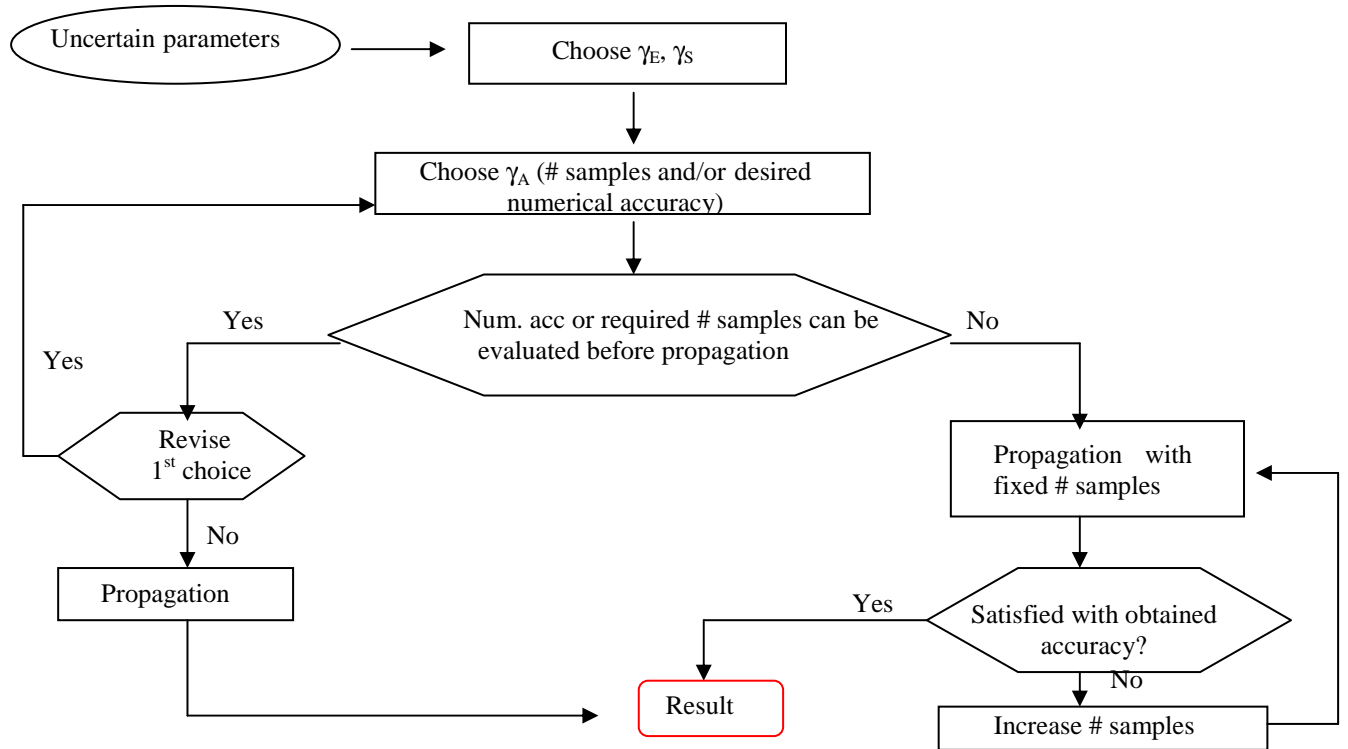 Uncertain parameters
Choose γE, γS
Choose γA (# samples and/or desired
numerical accuracy)
Yes
Num. acc or required # samples can be
evaluated before propagation
No
Yes
Revise
1st choice
Propagation with
fixed # samples
No
Propagation
Yes
Satisfied with obtained
accuracy?
No
Result
Increase # samples